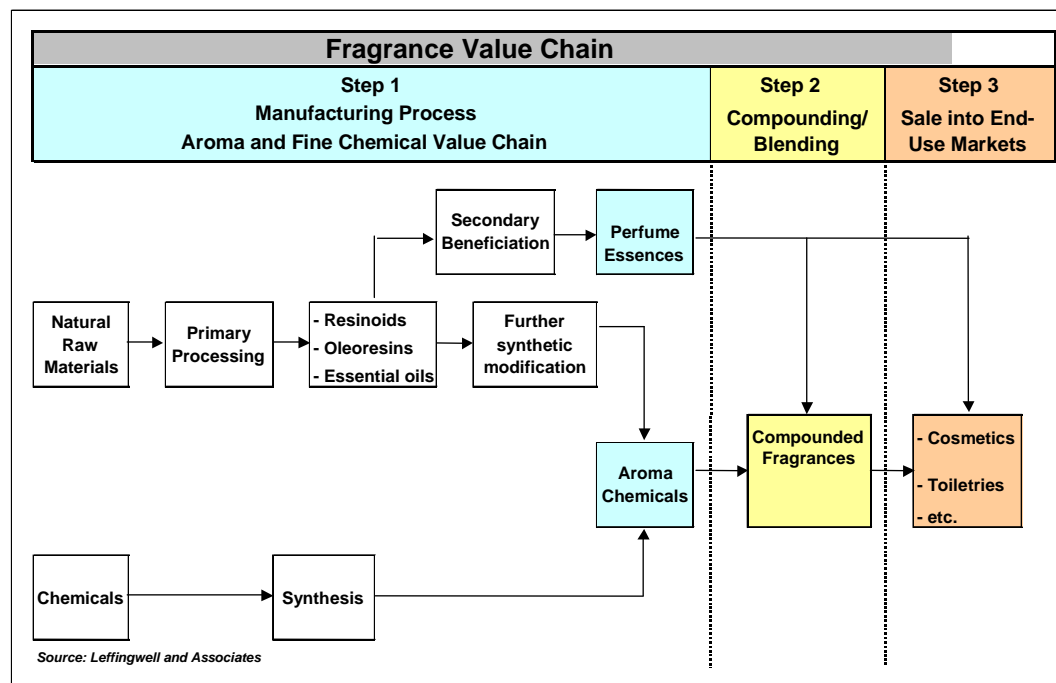 Fragrance Value Chain
Step 1
Manufacturing Process
Aroma and Fine Chemical Value Chain
Step 2
Compounding/
Blending
Step 3
Sale into End-
Use Markets
Secondary
Beneficiation
Perfume
Essences
Natural
Raw
Materials
Primary
Processing
- Resinoids
- Oleoresins
- Essential oils
Further
synthetic
modification
Aroma
Chemicals
Compounded
Fragrances
- Cosmetics
- Toiletries
- etc.
Chemicals
Synthesis
Source: Leffingwell and Associates